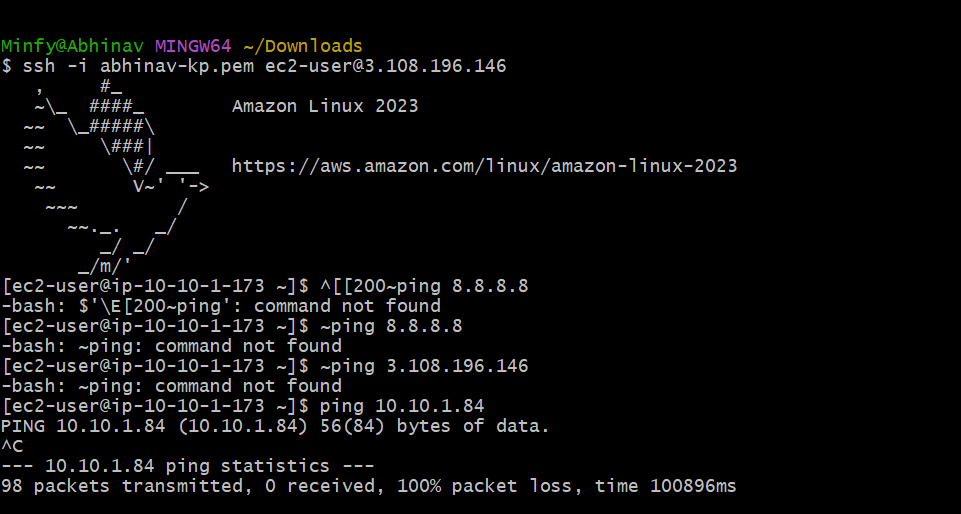 Minfy@Abhinav MINGW64 ~/Downloads
$ ssh -i abhinav-kp.pem ec2-user@3.108.196.146
   ,     #_
   ~\_  ####_        Amazon Linux 2023
  ~~  \_#####\
  ~~     \###|
  ~~       \#/ ___   https://aws.amazon.com/linux/amazon-linux-2023
   ~~       V~' '->
    ~~~         /
      ~~._.   _/
         _/ _/
       _/m/'
[ec2-user@ip-10-10-1-173 ~]$ ^[[200~ping 8.8.8.8
-bash: $'\E[200~ping': command not found
[ec2-user@ip-10-10-1-173 ~]$ ~ping 8.8.8.8
-bash: ~ping: command not found
[ec2-user@ip-10-10-1-173 ~]$ ~ping 3.108.196.146
-bash: ~ping: command not found
[ec2-user@ip-10-10-1-173 ~]$ ping 10.10.1.84
PING 10.10.1.84 (10.10.1.84) 56(84) bytes of data.
^C
--- 10.10.1.84 ping statistics ---
98 packets transmitted, 0 received, 100% packet loss, time 100896ms